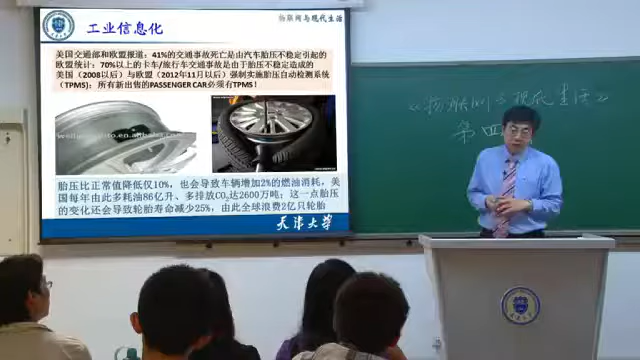 物联网与现代生活
工业信息化
美国交通部和欧盟报道：41%的交通事故死亡是由汽车胎压不稳定引起的
欧盟统计：70%以上的卡车/旅行车交通事故是由于胎压不稳定造成的
美国（2008以后）与欧盟（2012年11月以后）强制实施胎压自动检测系统
(TPMS)：所有新出售的PASSENGER CAR必须有TPMS！
胎压比正常值降低仅10%，也会导致车辆增加2%的燃油消耗，美
国每年由此多耗油86亿升、多排放CO₂达2600万吨；这一点胎压
的变化还会导致轮胎寿命减少25%，由此全球浪费2亿只轮胎
天津大学
《物联网与现代生活》
第四